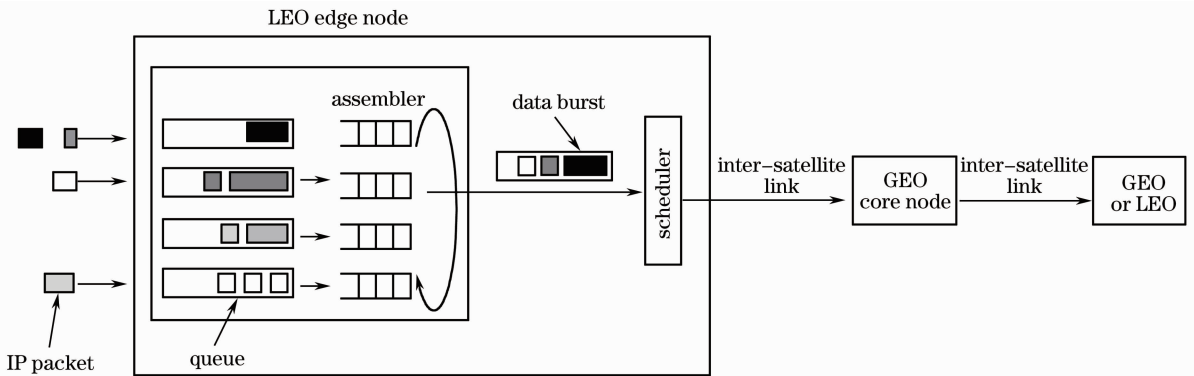 LEO edge node
assembler
data burst
scheduler
inter-satellite
link
GEO
core node
inter-satellite
link
GEO
or LEO
IP packet
queue